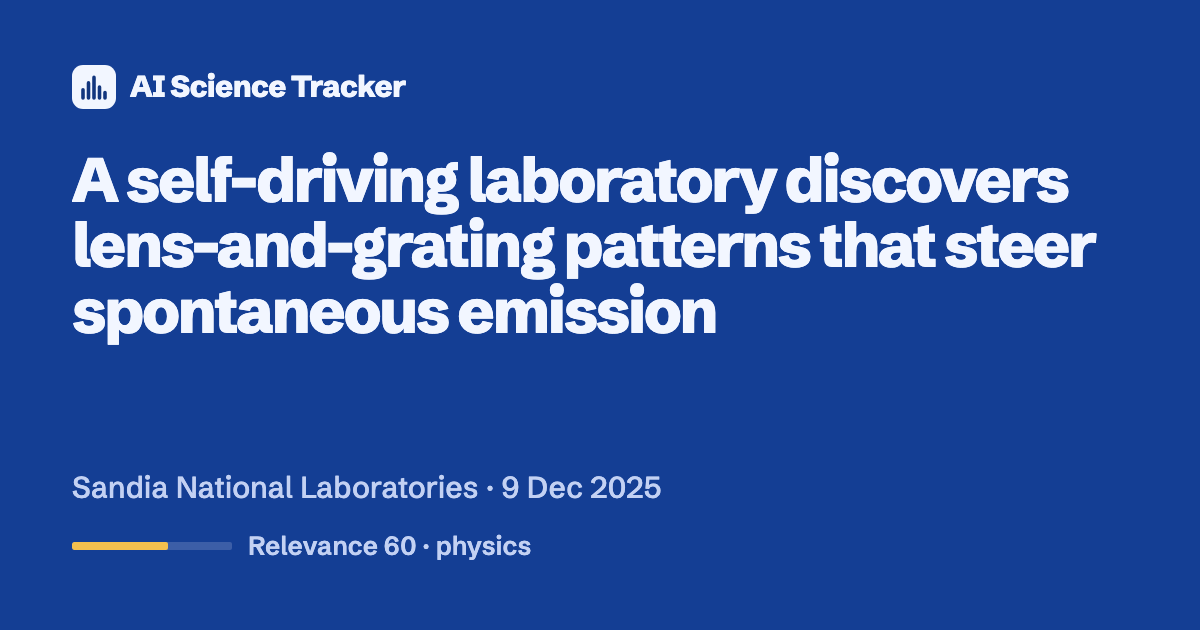 AI Science Tracker
A self-driving laboratory discovers
lens-and-grating patterns that steer
spontaneous emission
Sandia National Laboratories · 9 Dec 2025
Relevance 60 · physics